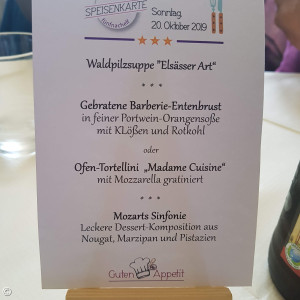 SPEISENKARTE
Sonntag
20. Oktober 2019
Waldpilzsuppe "Elsässer Art"
* * *
Gebratene Barberie-Entenbrust
in feiner Portwein-Orangensoße
mit KLößen und Rotkohl
oder
Ofen-Tortellini „Madame Cuisine"
mit Mozzarella gratiniert
* * *
Mozarts Sinfonie
Leckere Dessert-Komposition aus
Nougat, Marzipan und Pistazien
Guten Appetit